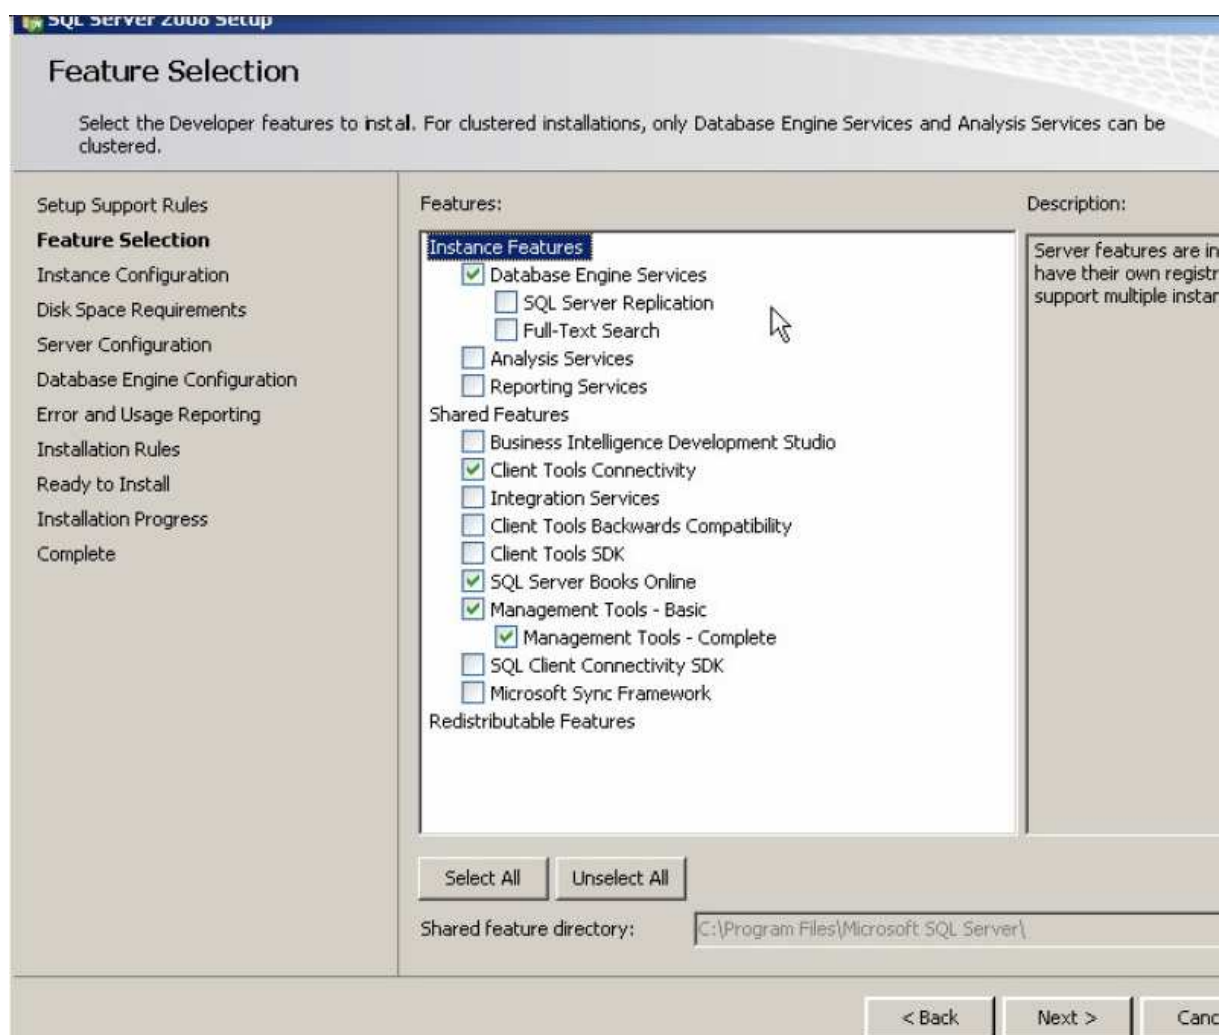 SQL Server 2008 Setup
Feature Selection
Select the Developer features to instal. For clustered installations, only Database Engine Services and Analysis Services can be
clustered.
Setup Support Rules
Feature Selection
Instance Configuration
Disk Space Requirements
Server Configuration
Database Engine Configuration
Error and Usage Reporting
Installation Rules
Ready to Install
Installation Progress
Complete
Features:
Instance Features
Database Engine Services
SQL Server Replication
Full-Text Search
Analysis Services
Reporting Services
Shared Features
Business Intelligence Development Studio
Client Tools Connectivity
Integration Services
Client Tools Backwards Compatibility
Client Tools SDK
SQL Server Books Online
Management Tools - Basic
Management Tools - Complete
SQL Client Connectivity SDK
Microsoft Sync Framework
Redistributable Features
Description:
Server features are in
have their own registr
support multiple instar
Select All
Unselect All
Shared feature directory:
C:\Program Files\Microsoft SQL Server\
< Back
Next >
Canc